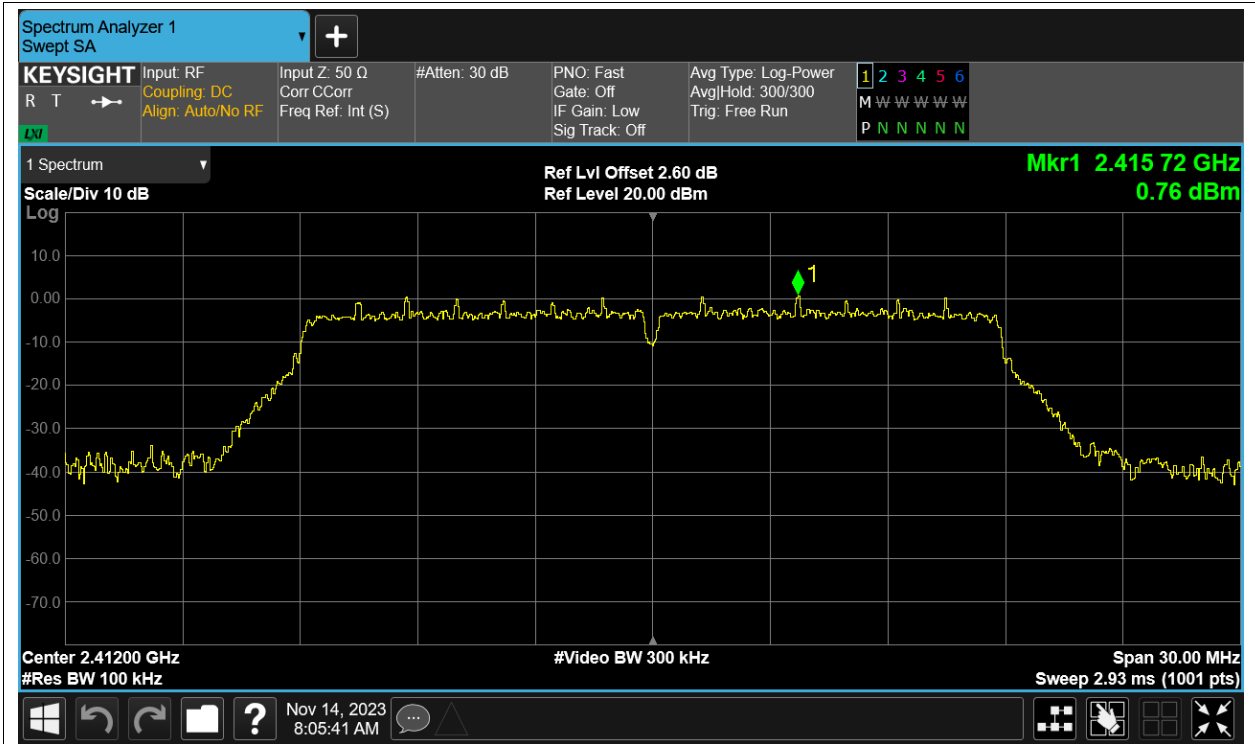 Spectrum Analyzer 1
Swept SA
KEYSIGHT
R T
LXI
Input: RF
Coupling: DC
Align: Auto/No RF
Input Z: 50 Ω
Corr CCorr
Freq Ref: Int (S)
#Atten: 30 dB
PNO: Fast
Gate: Off
IF Gain: Low
Sig Track: Off
Avg Type: Log-Power
Avg|Hold: 300/300
Trig: Free Run
1 2 3 4 5 6
M W W W W W
P N N N N N
1 Spectrum
Scale/Div 10 dB
Log
Ref Lvl Offset 2.60 dB
Ref Level 20.00 dBm
Mkr1 2.415 72 GHz
0.76 dBm
10.0
0.00
-10.0
-20.0
-30.0
-40.0
-50.0
-60.0
-70.0
1
Center 2.41200 GHz
#Res BW 100 kHz
#Video BW 300 kHz
Span 30.00 MHz
Sweep 2.93 ms (1001 pts)
?
Nov 14, 2023
8:05:41 AM